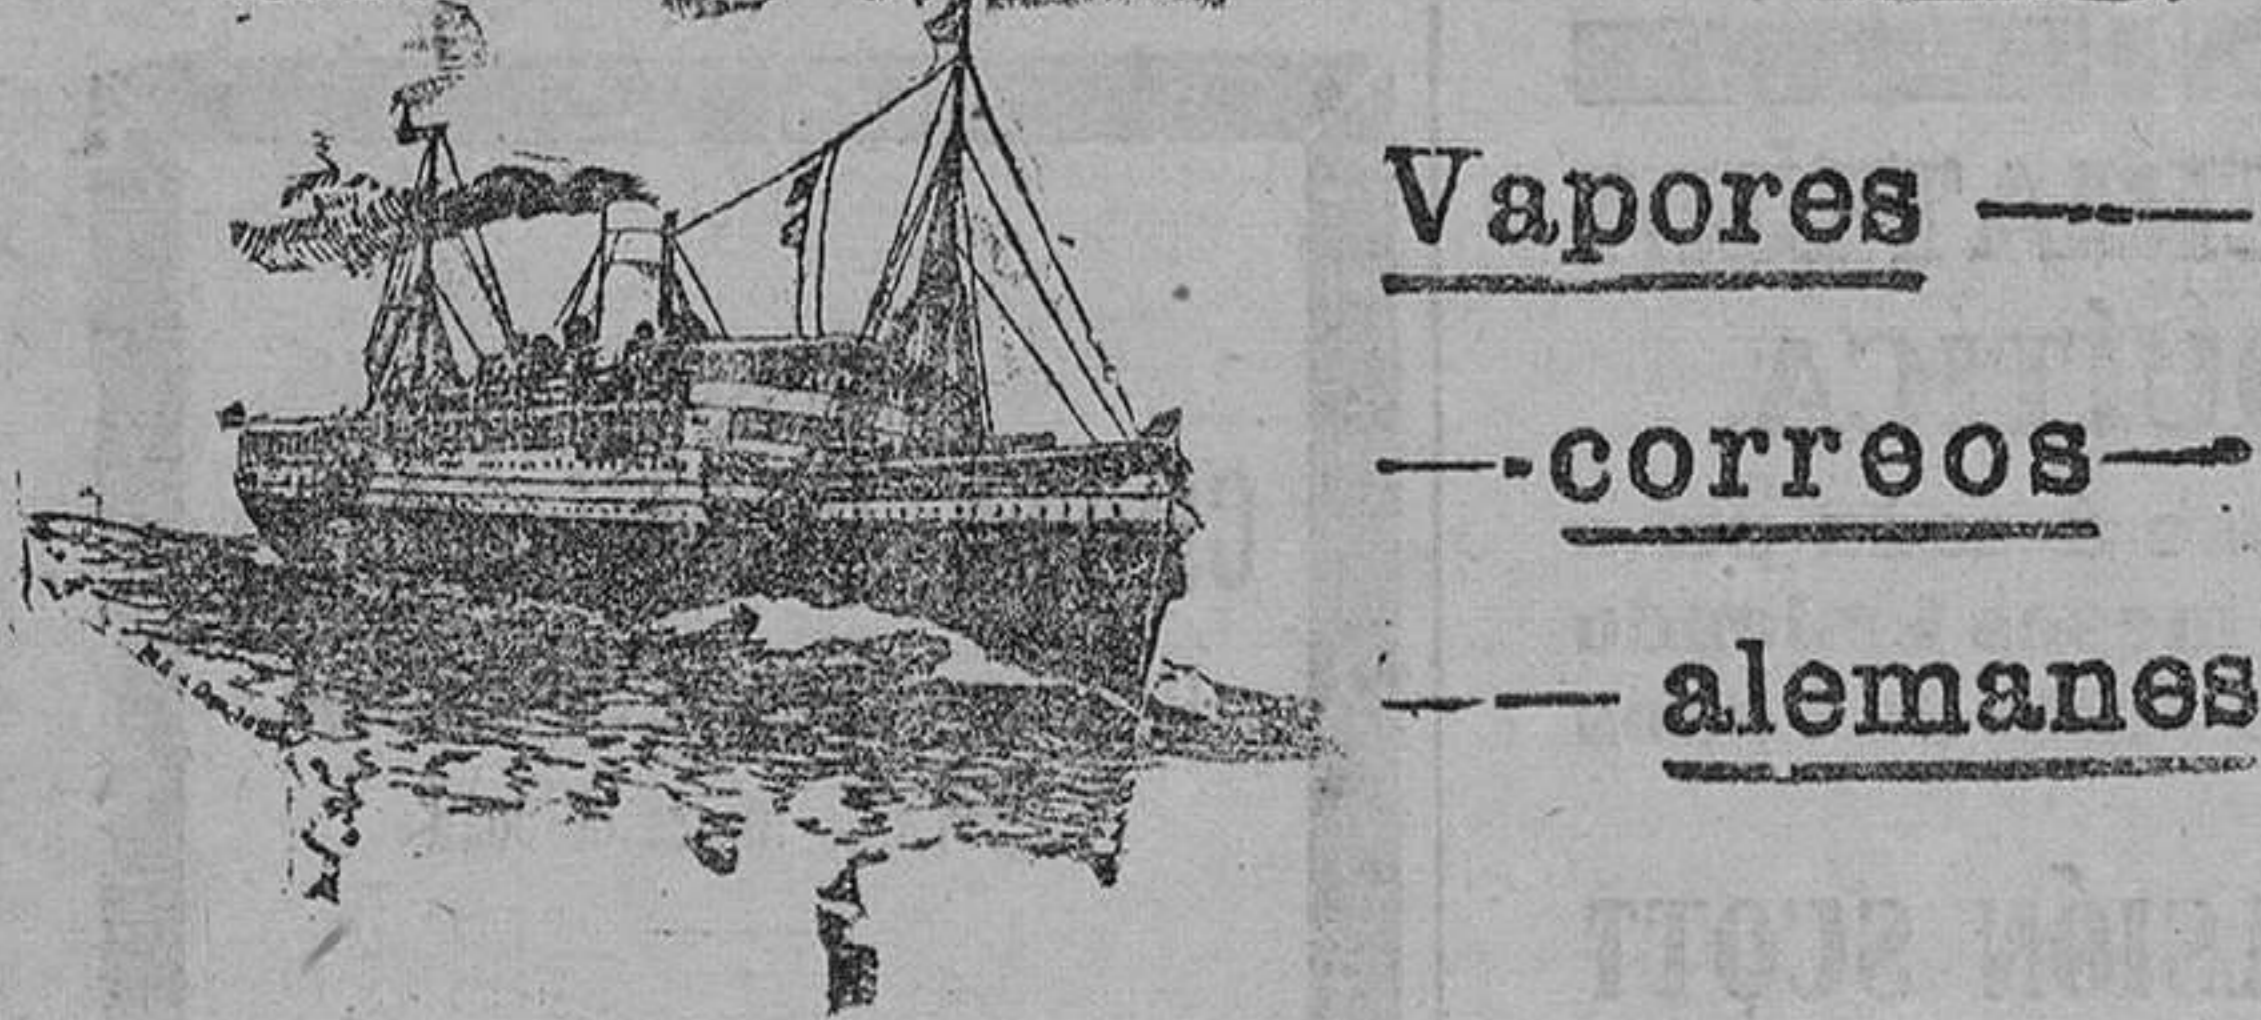 Vapores ——
—-correos—
—— alemanes